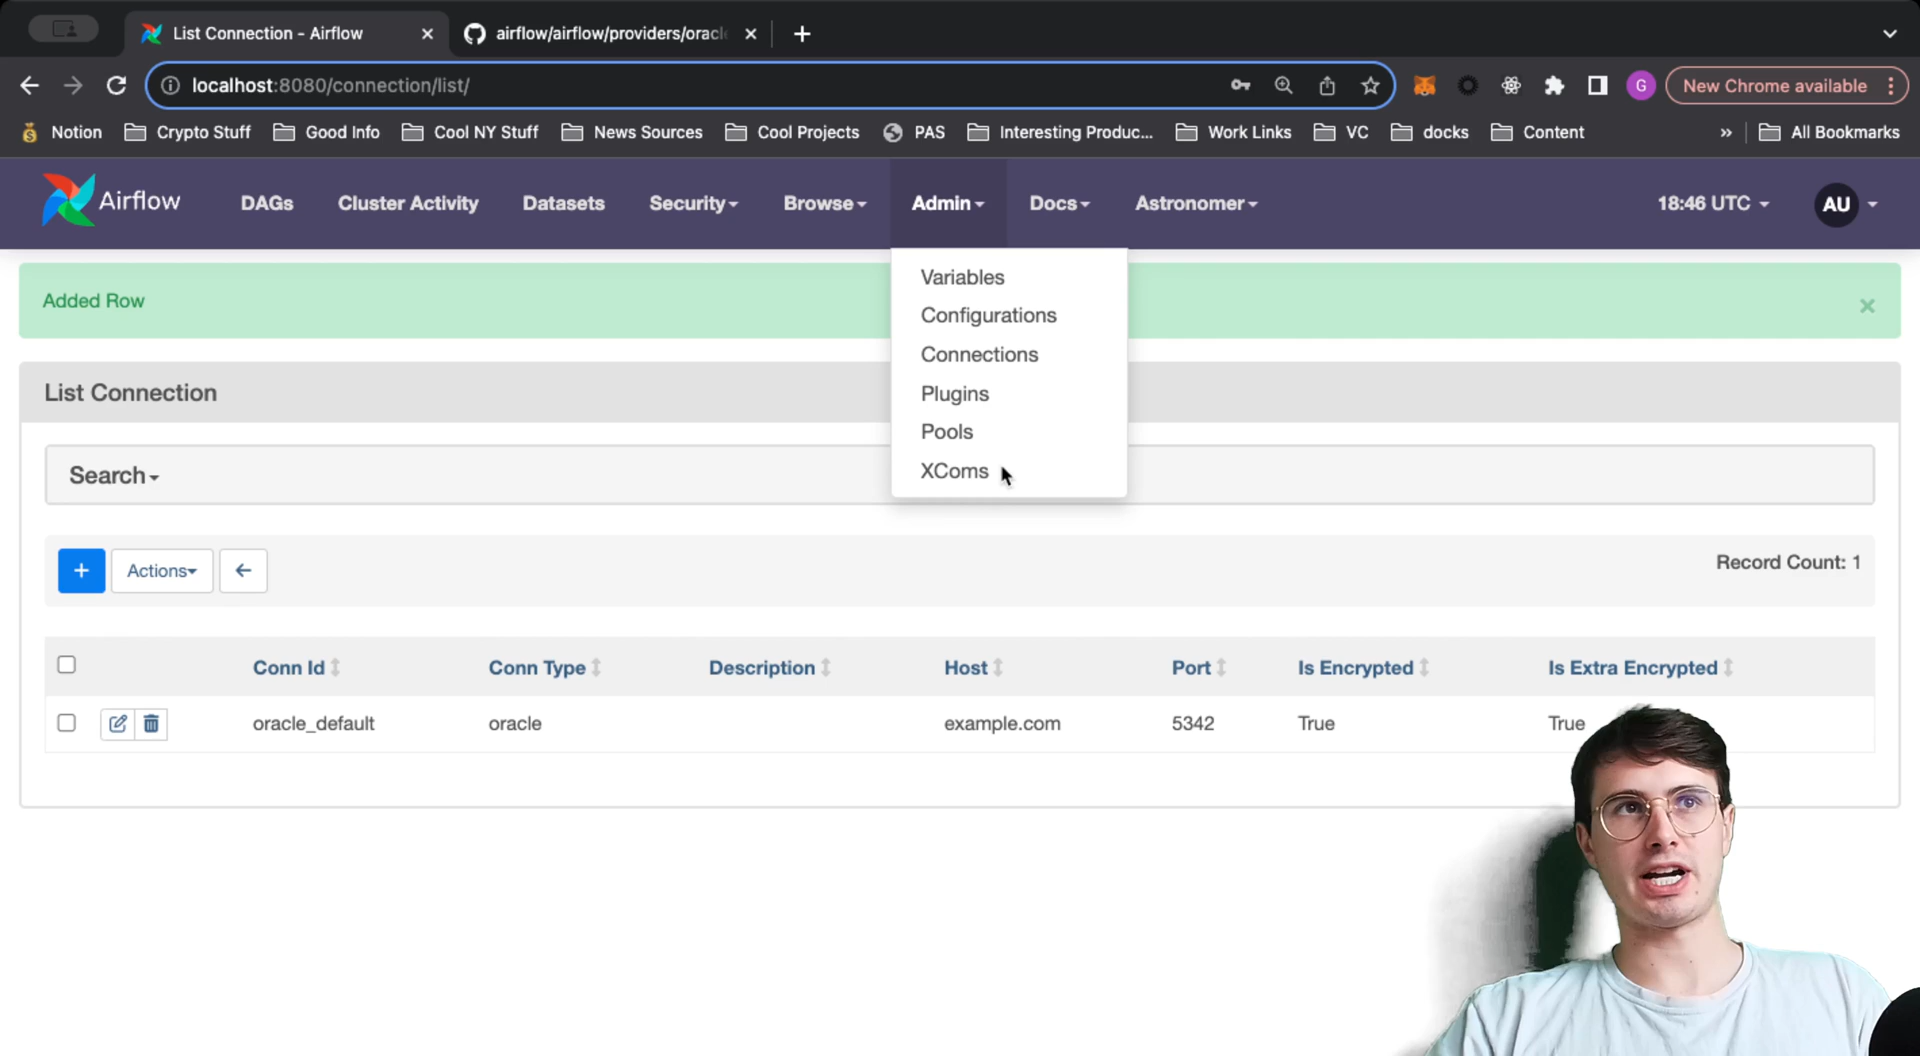 List Connection - Airflow
airflow/airflow/providers/oracl
localhost:8080/connection/list/
G
New Chrome available
Notion
Crypto Stuff
Good Info
Cool NY Stuff
News Sources
Cool Projects
PAS
Interesting Produc...
Work Links
VC
docks
Content
»
All Bookmarks
Airflow
DAGs
Cluster Activity
Datasets
Security
Browse
Admin
Docs
Astronomer
18:46 UTC
AU
Variables
Configurations
Connections
Plugins
Pools
XComs
Added Row
×
List Connection
Search
+
Actions
Record Count: 1
Conn Id Conn Type Description Host Port Is Encrypted Is Extra Encrypted
oracle_default oracle example.com 5342 True True